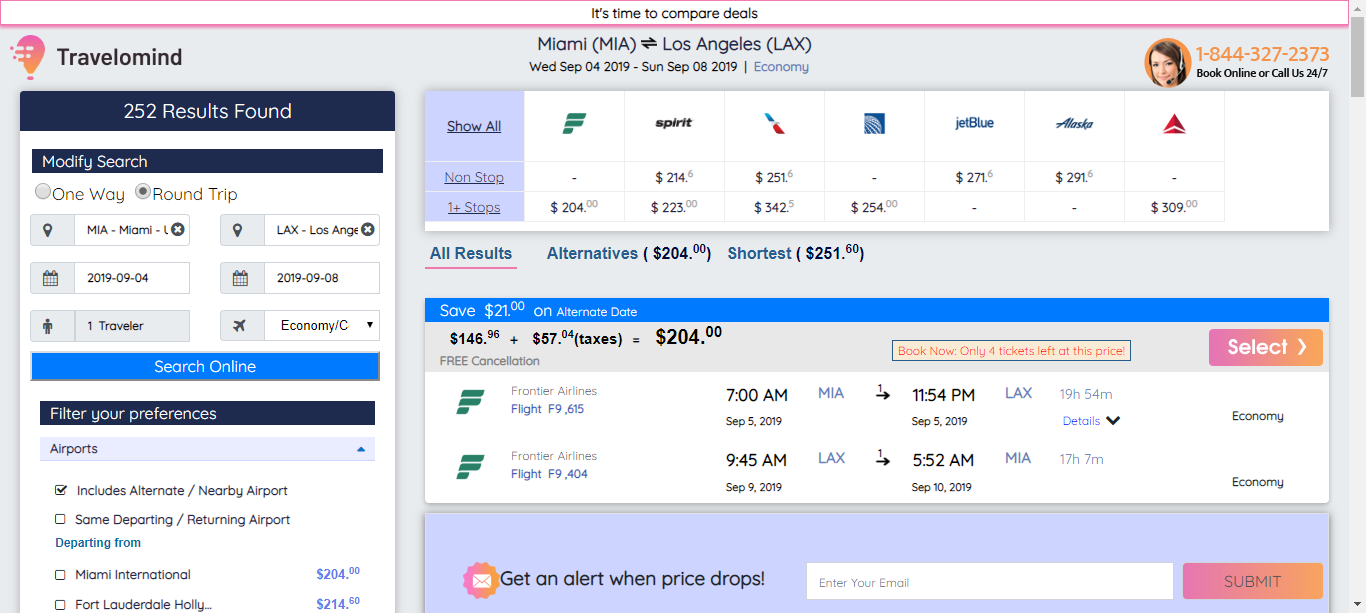 It's time to compare deals
Travelomind
Miami (MIA) ⇌ Los Angeles (LAX)
Wed Sep 04 2019 - Sun Sep 08 2019 | Economy
1-844-327-2373
Book Online or Call Us 24/7
252 Results Found
Modify Search
One Way Round Trip
MIA - Miami - LAX - Los Ange
2019-09-04 2019-09-08
1 Traveler Economy/C
Search Online
Filter your preferences
Airports
Includes Alternate / Nearby Airport
Same Departing / Returning Airport
Departing from
Miami International $204.00
Fort Lauderdale Holly... $214.60
Show All spirit jetBlue Alaska
Non Stop - $ 214.6 $ 251.6 - $ 271.6 $ 291.6 -
1+ Stops $ 204.00 $ 223.00 $ 342.5 $ 254.00 - - $ 309.00
All Results Alternatives ( $204.00) Shortest ( $251.60)
Save $21.00 on Alternate Date
$146.96 + $57.04(taxes) = $204.00
FREE Cancellation
Book Now: Only 4 tickets left at this price!
Select ❯
Frontier Airlines
Flight F9 ,615
7:00 AM MIA 1 → 11:54 PM LAX 19h 54m
Sep 5, 2019 Sep 5, 2019 Details
Economy
Frontier Airlines
Flight F9 ,404
9:45 AM LAX 1 → 5:52 AM MIA 17h 7m
Sep 9, 2019 Sep 10, 2019
Economy
Get an alert when price drops! Enter Your Email SUBMIT